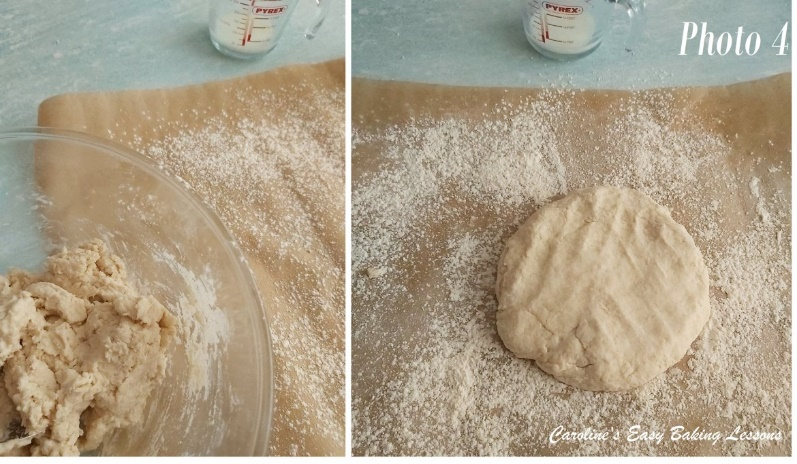 PYREX
PYREX
Photo 4
Caroline's Easy Baking Lessons